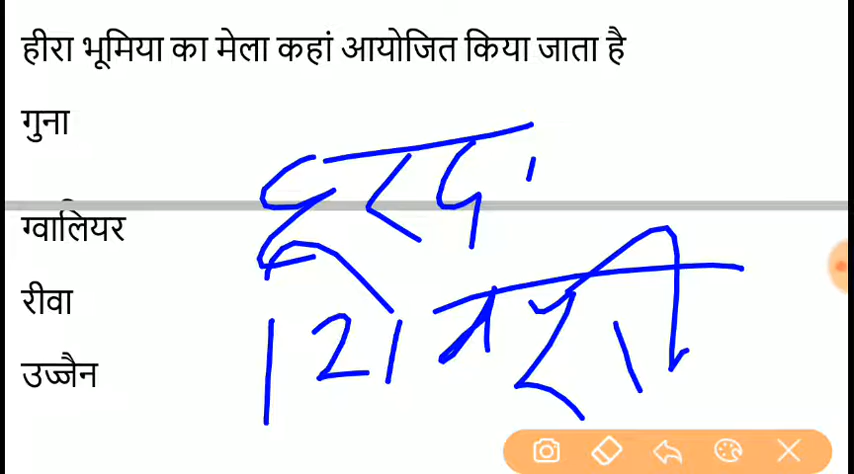 हीरा भूमिया का मेला कहां आयोजित किया जाता है
गुना
ग्वालियर
रीवा
उज्जैन